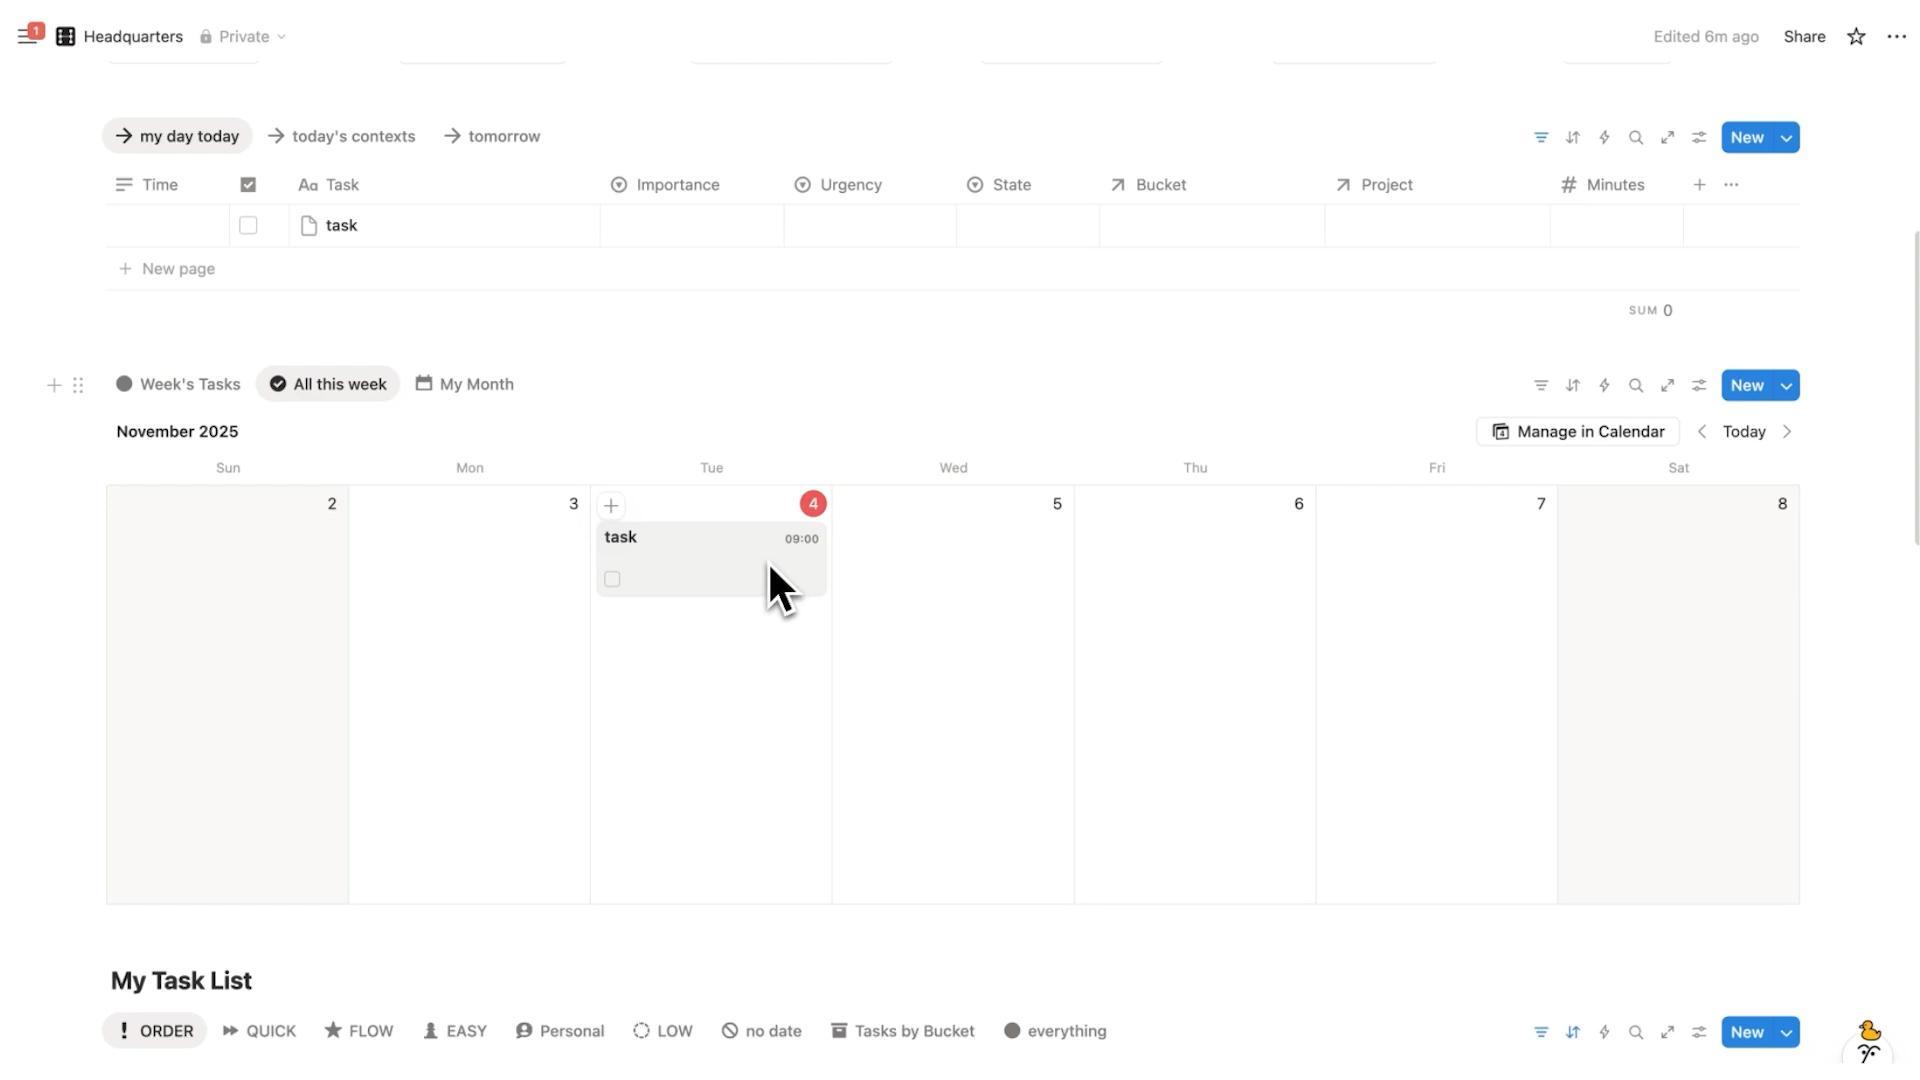 1
Headquarters Private
Edited 6m ago Share
my day today today's contexts tomorrow
New
Time Aa Task Importance Urgency State Bucket Project # Minutes
task
New page
SUM 0
Week's Tasks All this week My Month
New
November 2025
Manage in Calendar Today
Sun Mon Tue Wed Thu Fri Sat
2 3 4 5 6 7 8
task 09:00
My Task List
ORDER QUICK FLOW EASY Personal LOW no date Tasks by Bucket everything
New